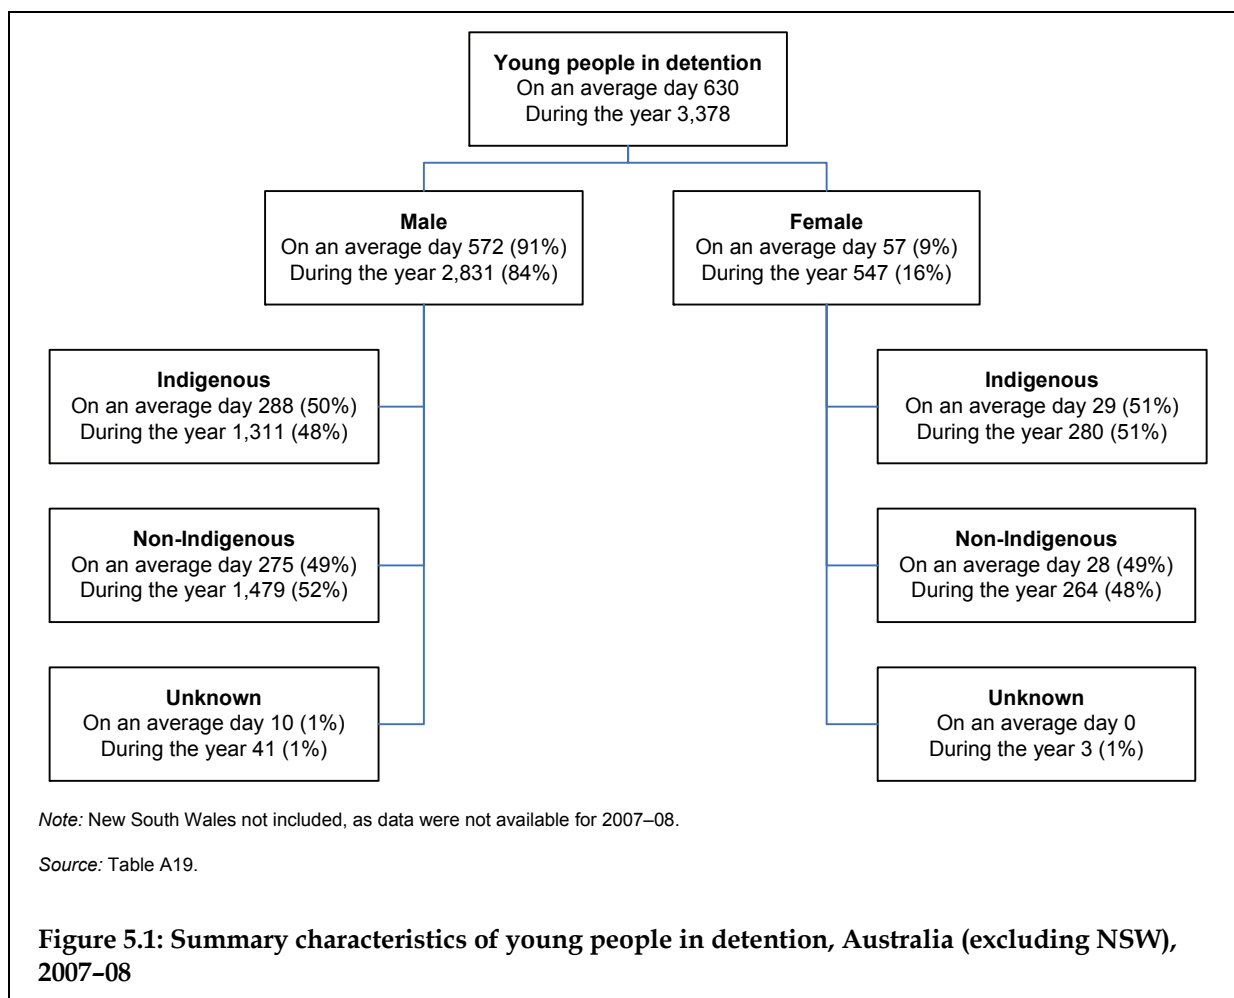 Young people in detention
On an average day 630
During the year 3,378
Male
On an average day 572 (91%)
During the year 2,831 (84%)
Female
On an average day 57 (9%)
During the year 547 (16%)
Indigenous
On an average day 288 (50%)
During the year 1,311 (48%)
Indigenous
On an average day 29 (51%)
During the year 280 (51%)
Non-Indigenous
On an average day 275 (49%)
During the year 1,479 (52%)
Non-Indigenous
On an average day 28 (49%)
During the year 264 (48%)
Unknown
On an average day 10 (1%)
During the year 41 (1%)
Unknown
On an average day 0
During the year 3 (1%)
Note: New South Wales not included, as data were not available for 2007–08.
Source: Table A19.
Figure 5.1: Summary characteristics of young people in detention, Australia (excluding NSW),
2007–08